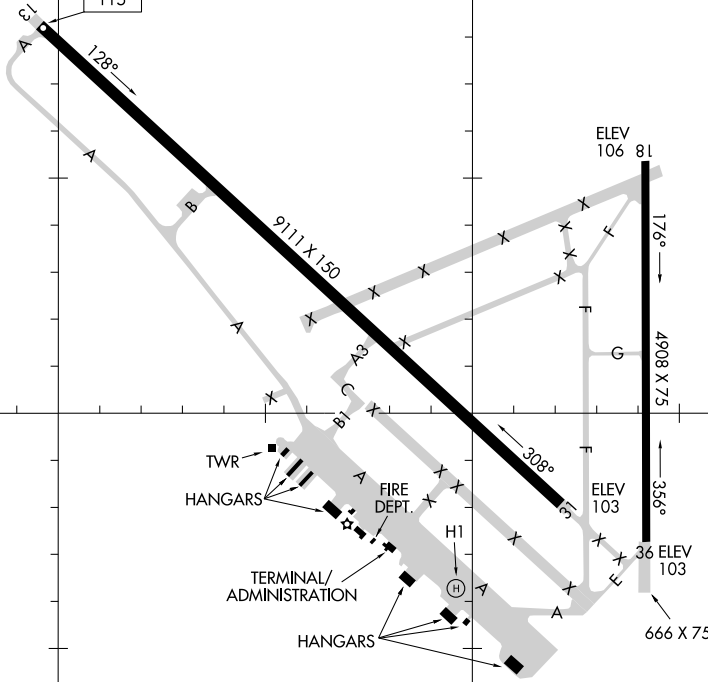 115
13
A
128°
A
B
9111 X 150
A
ELEV
106
18
X
X
F
X
176°
X
X
X
X
X
F
A3
X
G
4908 X 75
C
X
X
B1
308°
F
TWR
HANGARS
A
X
X
X
FIRE
DEPT.
31
ELEV
103
356°
H1
X
X
X
36
ELEV
103
E
TERMINAL/
ADMINISTRATION
H
A
X
A
HANGARS
666 X 75